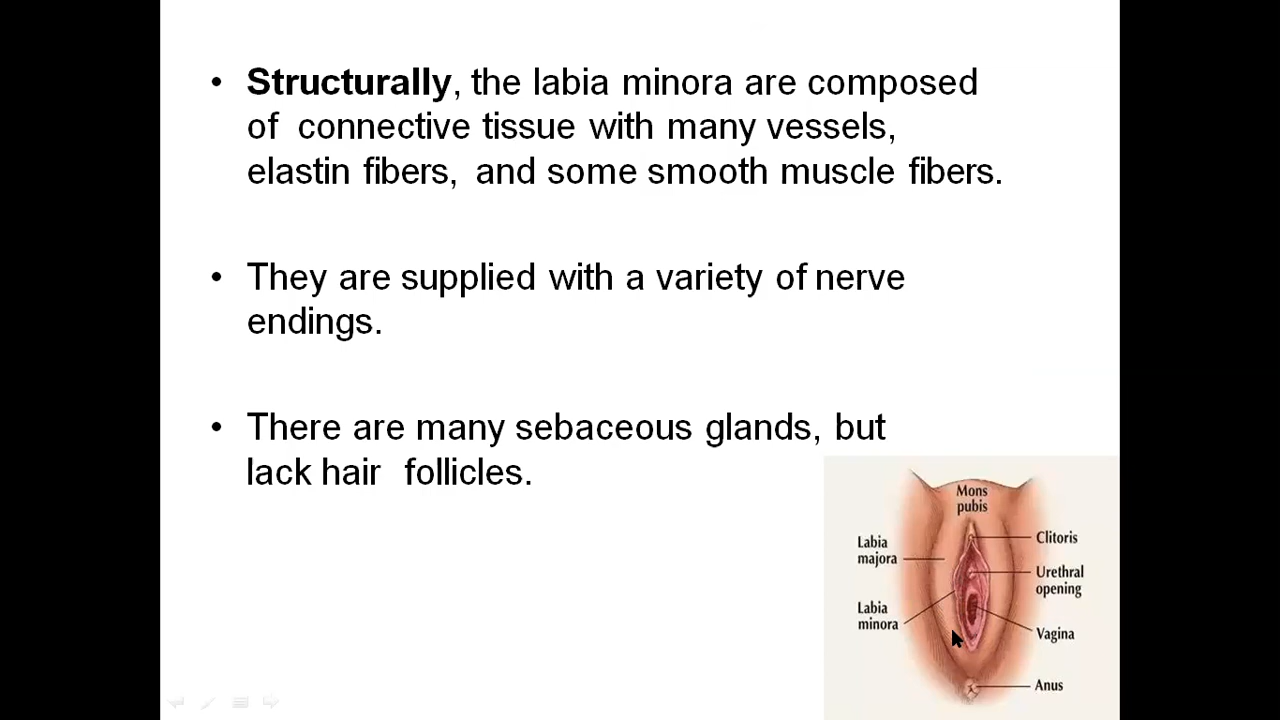 • Structurally, the labia minora are composed
of connective tissue with many vessels,
elastin fibers, and some smooth muscle fibers.
• They are supplied with a variety of nerve
endings.
• There are many sebaceous glands, but
lack hair follicles.
Mons
pubis
Labia
majora
Labia
minora
Clitoris
Urethral
opening
Vagina
Anus